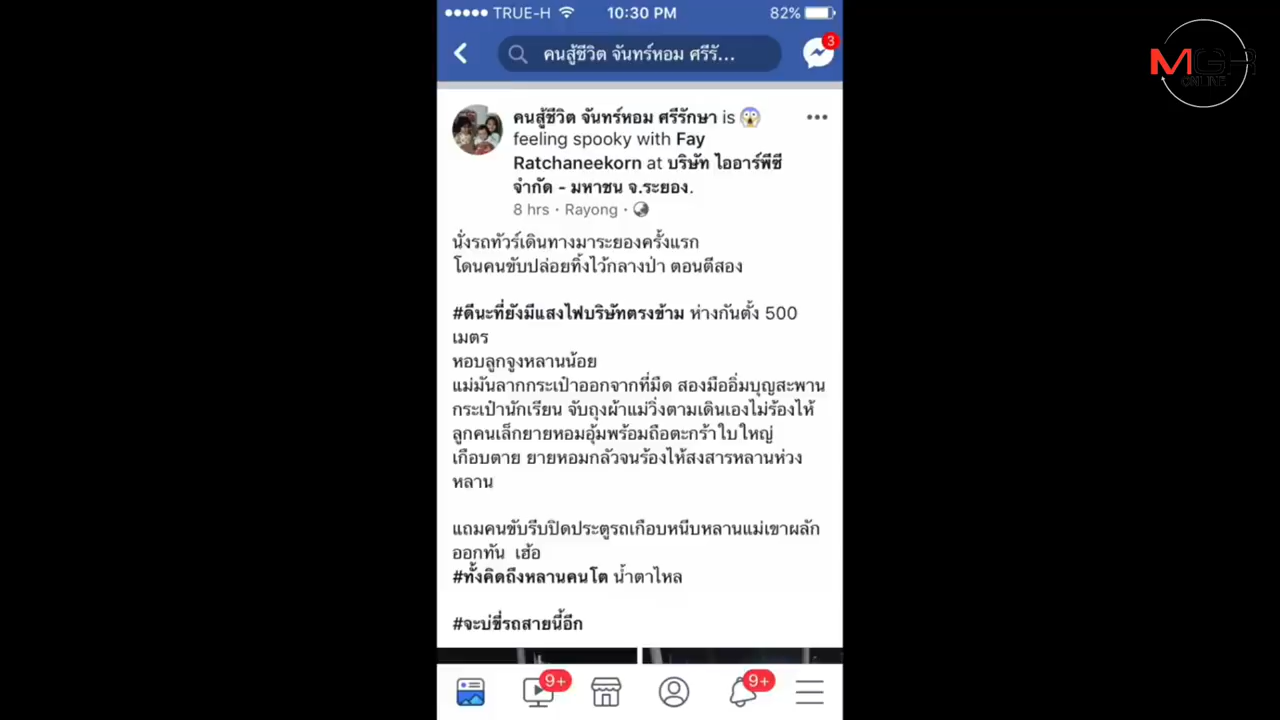 TRUE-H 10:30 PM 82%
คนสู้ชีวิต จันทร์หอม ศรีรั... 3
MGR
ONLINE
คนสู้ชีวิต จันทร์หอม ศรีรักษา is 😱
feeling spooky with Fay
Ratchaneekorn at บริษัท ไออาร์พีซี
จำกัด - มหาชน จ.ระยอง.
8 hrs · Rayong ·
นั่งรถทัวร์เดินทางมาระยองครั้งแรก
โดนคนขับปล่อยทิ้งไว้กลางป่า ตอนตีสอง
#ดีนะที่ยังมีแสงไฟบริษัทตรงข้าม ห่างกันตั้ง 500
เมตร
หอบลูกจูงหลานน้อย
แม่มันลากกระเป๋าออกจากที่มืด สองมืออิ่มบุญสะพาน
กระเป๋านักเรียน จับถุงผ้าแม่วิ่งตามเดินเองไม่ร้องไห้
ลูกคนเล็กยายหอมอุ้มพร้อมถือตะกร้าใบใหญ่
เกือบตาย ยายหอมกลัวจนร้องไห้สงสารหลานห่วง
หลาน
แถมคนขับรีบปิดประตูรถเกือบหนีบหลานแม่เขาผลัก
ออกทัน เฮ้อ
#ทั้งคิดถึงหลานคนโต น้ำตาไหล
#จะบ่ขี่รถสายนี้อีก
9+ 9+